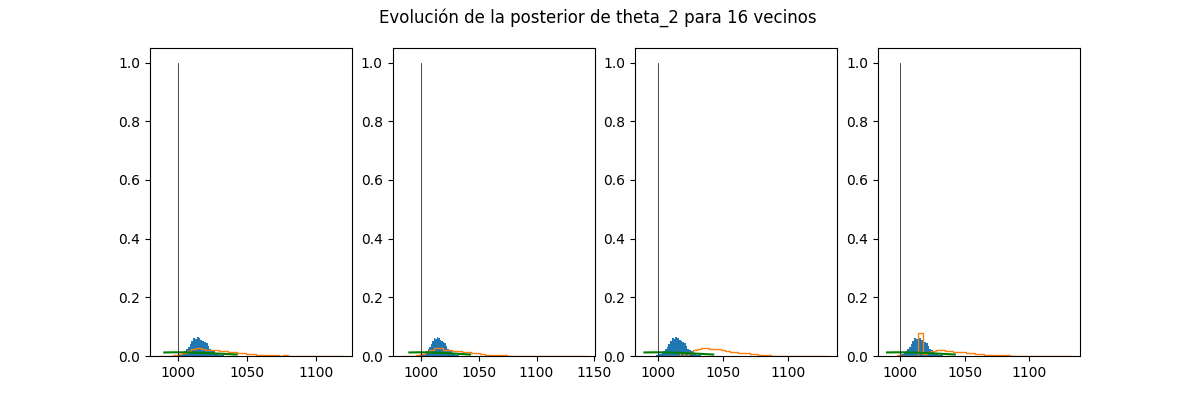 Evolución de la posterior de theta_2 para 16 vecinos
1.0 1.0 1.0 1.0
0.8 0.8 0.8 0.8
0.6 0.6 0.6 0.6
0.4 0.4 0.4 0.4
0.2 0.2 0.2 0.2
0.0 0.0 0.0 0.0
1000 1050 1100 1000 1050 1100 1150 1000 1050 1100 1000 1050 1100